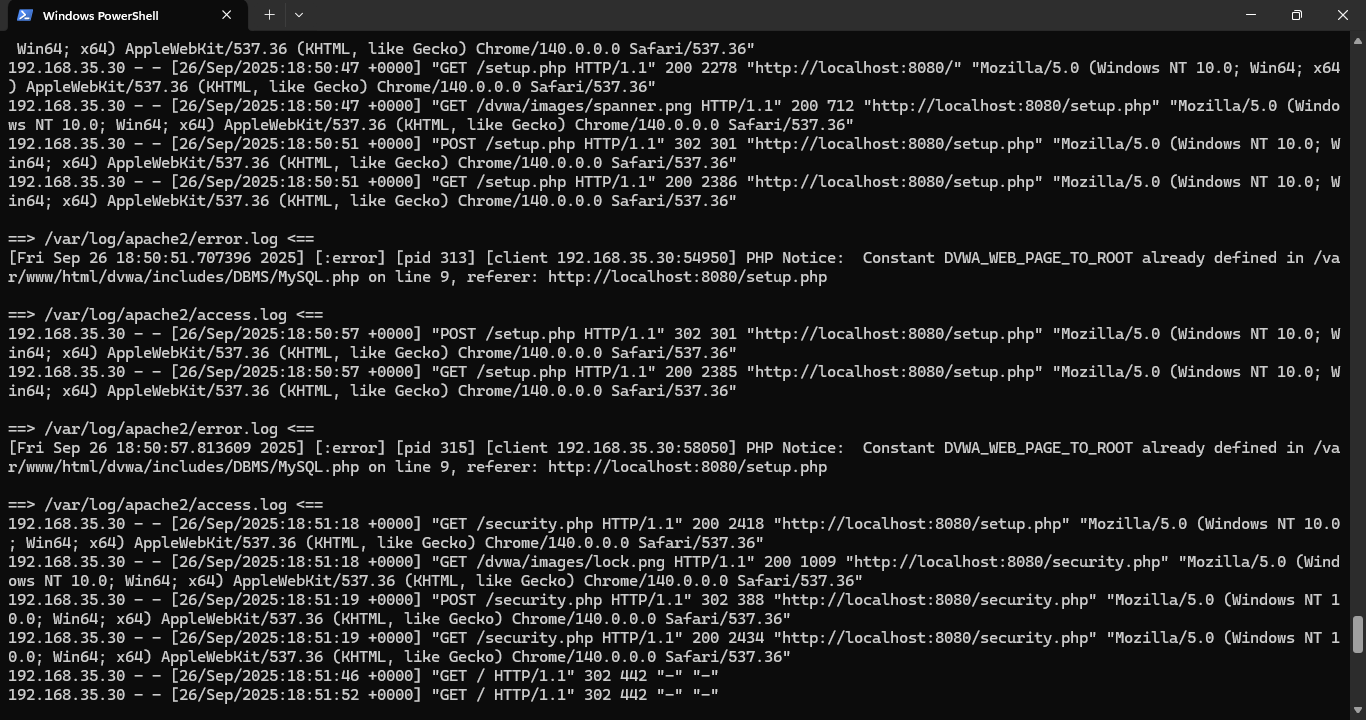 Windows PowerShell
 Win64; x64) AppleWebKit/537.36 (KHTML, like Gecko) Chrome/140.0.0.0 Safari/537.36"
192.168.35.30 - - [26/Sep/2025:18:50:47 +0000] "GET /setup.php HTTP/1.1" 200 2278 "http://localhost:8080/" "Mozilla/5.0 (Windows NT 10.0; Win64; x64
) AppleWebKit/537.36 (KHTML, like Gecko) Chrome/140.0.0.0 Safari/537.36"
192.168.35.30 - - [26/Sep/2025:18:50:47 +0000] "GET /dvwa/images/spanner.png HTTP/1.1" 200 712 "http://localhost:8080/setup.php" "Mozilla/5.0 (Windo
ws NT 10.0; Win64; x64) AppleWebKit/537.36 (KHTML, like Gecko) Chrome/140.0.0.0 Safari/537.36"
192.168.35.30 - - [26/Sep/2025:18:50:51 +0000] "POST /setup.php HTTP/1.1" 302 301 "http://localhost:8080/setup.php" "Mozilla/5.0 (Windows NT 10.0; W
in64; x64) AppleWebKit/537.36 (KHTML, like Gecko) Chrome/140.0.0.0 Safari/537.36"
192.168.35.30 - - [26/Sep/2025:18:50:51 +0000] "GET /setup.php HTTP/1.1" 200 2386 "http://localhost:8080/setup.php" "Mozilla/5.0 (Windows NT 10.0; W
in64; x64) AppleWebKit/537.36 (KHTML, like Gecko) Chrome/140.0.0.0 Safari/537.36"
==> /var/log/apache2/error.log <==
[Fri Sep 26 18:50:51.707396 2025] [:error] [pid 313] [client 192.168.35.30:54950] PHP Notice:  Constant DVWA_WEB_PAGE_TO_ROOT already defined in /va
r/www/html/dvwa/includes/DBMS/MySQL.php on line 9, referer: http://localhost:8080/setup.php
==> /var/log/apache2/access.log <==
192.168.35.30 - - [26/Sep/2025:18:50:57 +0000] "POST /setup.php HTTP/1.1" 302 301 "http://localhost:8080/setup.php" "Mozilla/5.0 (Windows NT 10.0; W
in64; x64) AppleWebKit/537.36 (KHTML, like Gecko) Chrome/140.0.0.0 Safari/537.36"
192.168.35.30 - - [26/Sep/2025:18:50:57 +0000] "GET /setup.php HTTP/1.1" 200 2385 "http://localhost:8080/setup.php" "Mozilla/5.0 (Windows NT 10.0; W
in64; x64) AppleWebKit/537.36 (KHTML, like Gecko) Chrome/140.0.0.0 Safari/537.36"
==> /var/log/apache2/error.log <==
[Fri Sep 26 18:50:57.813609 2025] [:error] [pid 315] [client 192.168.35.30:58050] PHP Notice:  Constant DVWA_WEB_PAGE_TO_ROOT already defined in /va
r/www/html/dvwa/includes/DBMS/MySQL.php on line 9, referer: http://localhost:8080/setup.php
==> /var/log/apache2/access.log <==
192.168.35.30 - - [26/Sep/2025:18:51:18 +0000] "GET /security.php HTTP/1.1" 200 2418 "http://localhost:8080/setup.php" "Mozilla/5.0 (Windows NT 10.0
; Win64; x64) AppleWebKit/537.36 (KHTML, like Gecko) Chrome/140.0.0.0 Safari/537.36"
192.168.35.30 - - [26/Sep/2025:18:51:18 +0000] "GET /dvwa/images/lock.png HTTP/1.1" 200 1009 "http://localhost:8080/security.php" "Mozilla/5.0 (Wind
ows NT 10.0; Win64; x64) AppleWebKit/537.36 (KHTML, like Gecko) Chrome/140.0.0.0 Safari/537.36"
192.168.35.30 - - [26/Sep/2025:18:51:19 +0000] "POST /security.php HTTP/1.1" 302 388 "http://localhost:8080/security.php" "Mozilla/5.0 (Windows NT 1
0.0; Win64; x64) AppleWebKit/537.36 (KHTML, like Gecko) Chrome/140.0.0.0 Safari/537.36"
192.168.35.30 - - [26/Sep/2025:18:51:19 +0000] "GET /security.php HTTP/1.1" 200 2434 "http://localhost:8080/security.php" "Mozilla/5.0 (Windows NT 1
0.0; Win64; x64) AppleWebKit/537.36 (KHTML, like Gecko) Chrome/140.0.0.0 Safari/537.36"
192.168.35.30 - - [26/Sep/2025:18:51:46 +0000] "GET / HTTP/1.1" 302 442 "-" "-"
192.168.35.30 - - [26/Sep/2025:18:51:52 +0000] "GET / HTTP/1.1" 302 442 "-" "-"